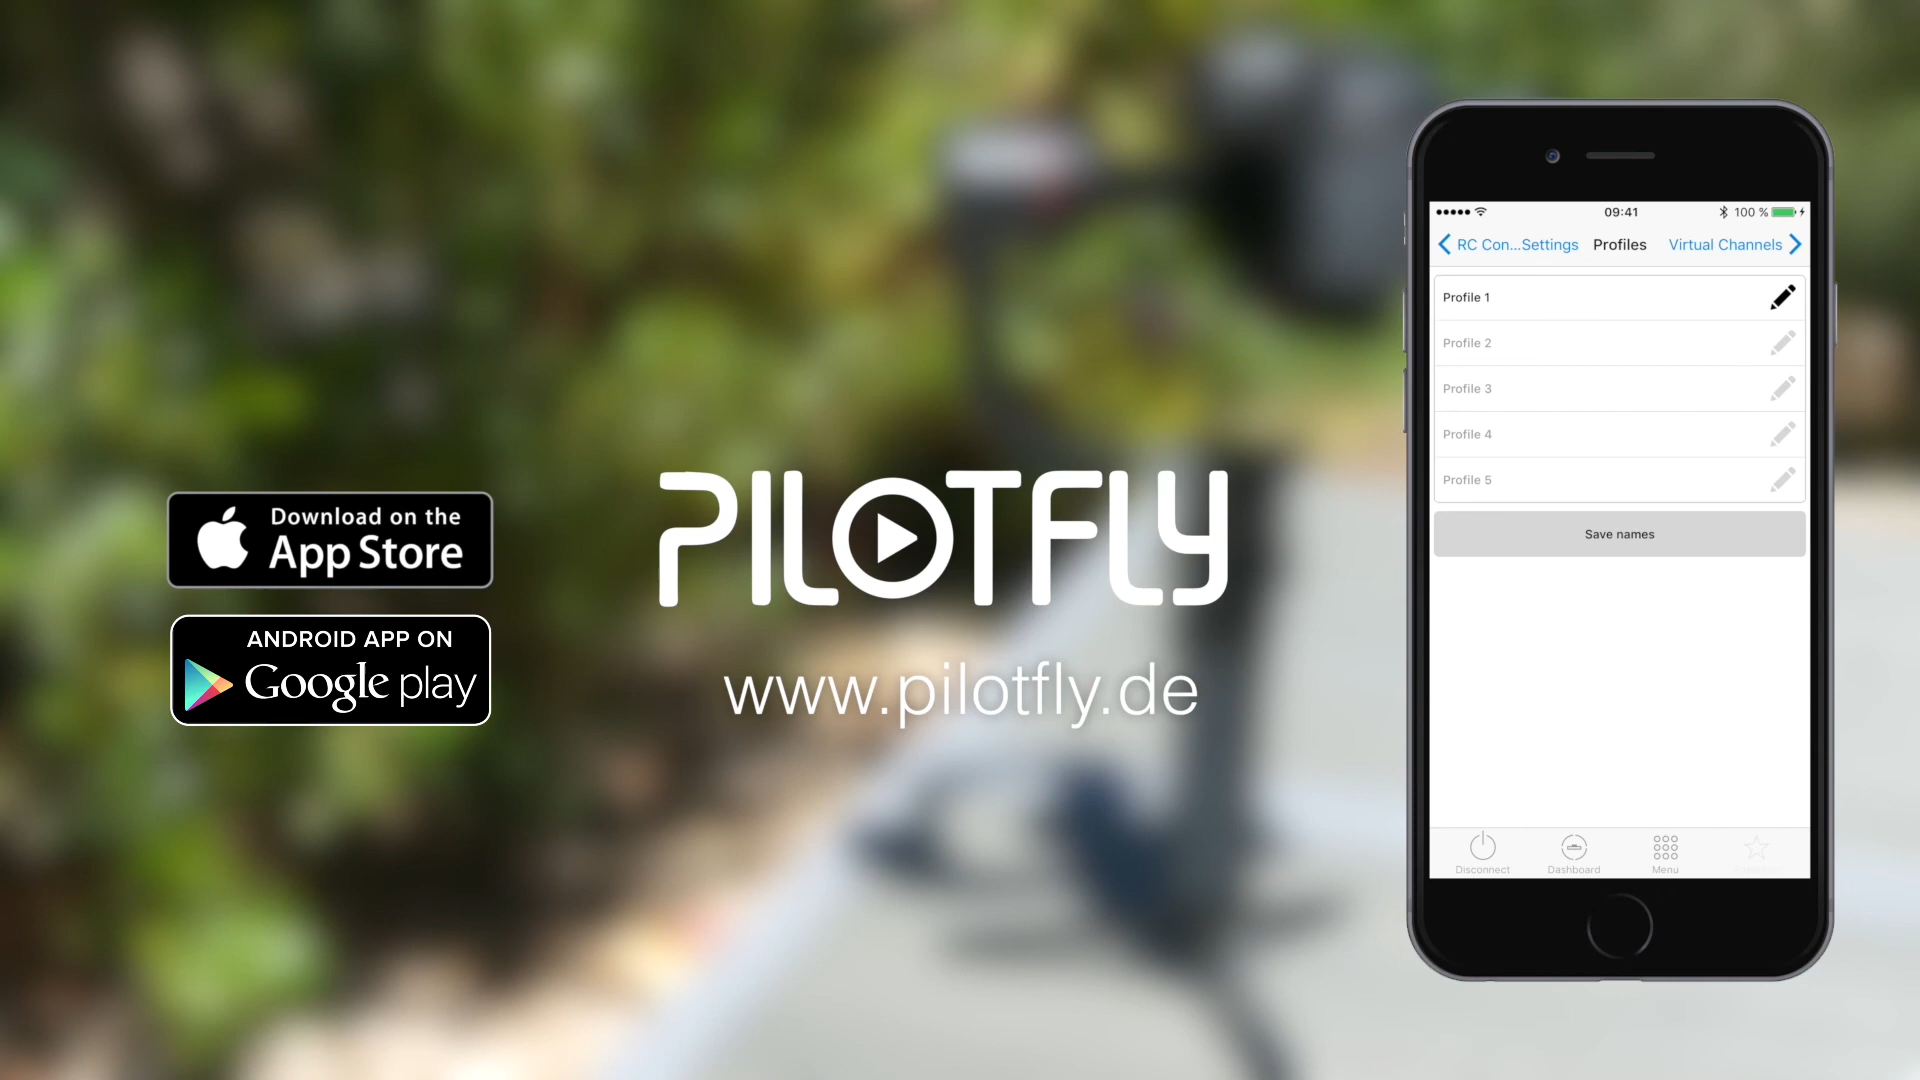 Download on the
App Store
ANDROID APP ON
Google play
PILOTFLY
www.pilotfly.de
09:41
100 %
RC Con...Settings
Profiles
Virtual Channels
Profile 1
Profile 2
Profile 3
Profile 4
Profile 5
Save names
Disconnect
Dashboard
Menu